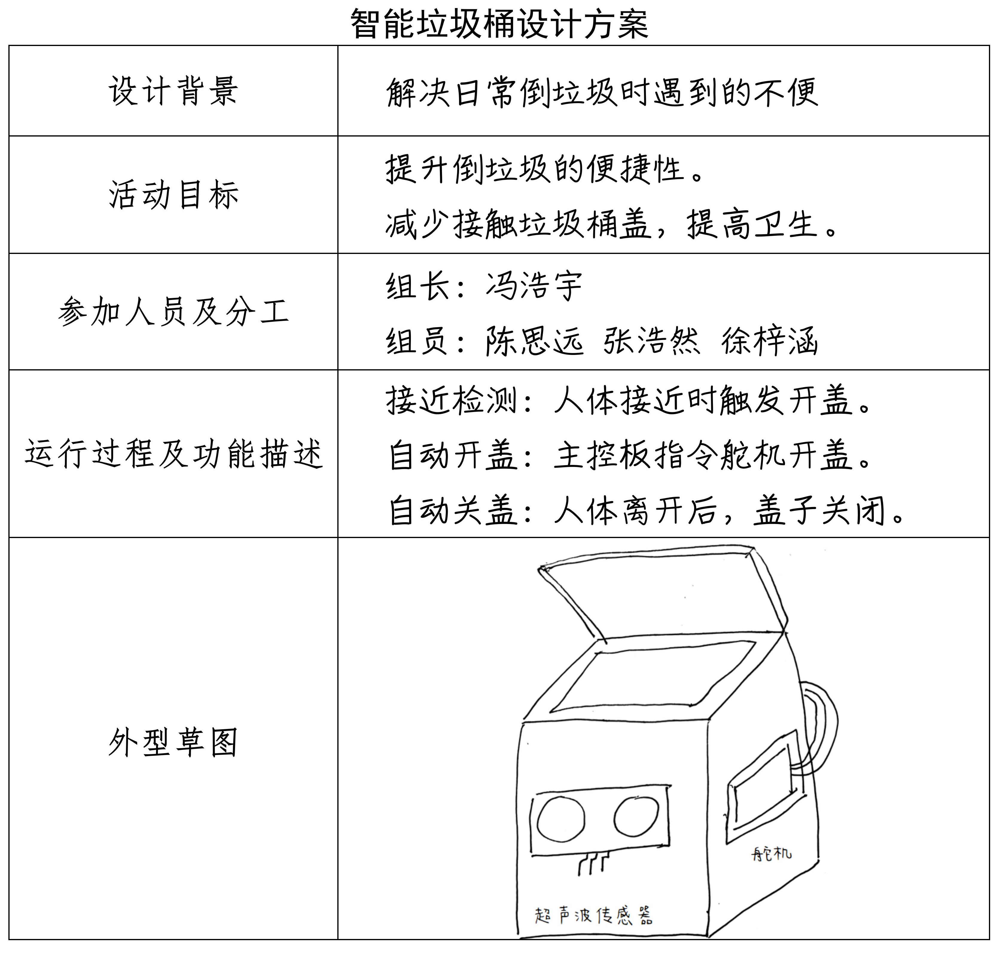 智能垃圾桶设计方案
设计背景
解决日常倒垃圾时遇到的不便
活动目标
提升倒垃圾的便捷性。
减少接触垃圾桶盖，提高卫生。
参加人员及分工
组长：冯浩宇
组员：陈思远 张浩然 徐梓涵
运行过程及功能描述
接近检测：人体接近时触发开盖。
自动开盖：主控板指令舵机开盖。
自动关盖：人体离开后，盖子关闭。
外型草图
舵机
超声波传感器